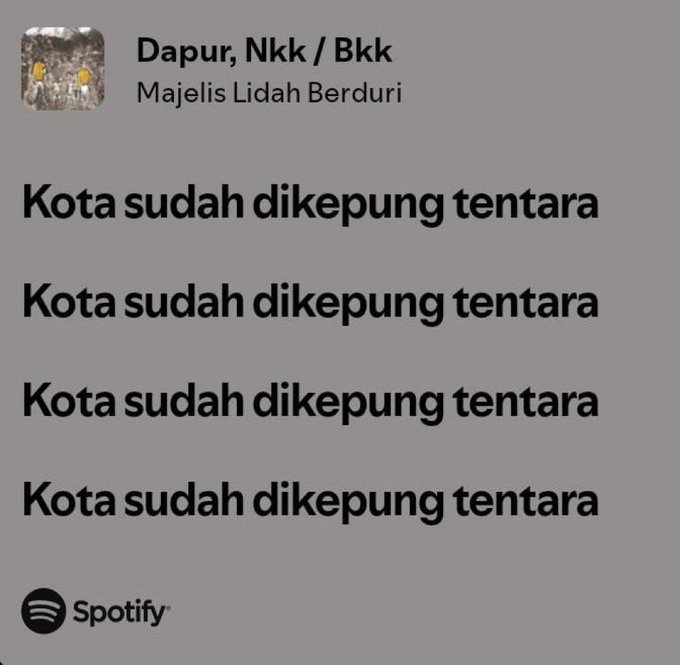 Dapur, Nkk / Bkk
Majelis Lidah Berduri
Kota sudah dikepung tentara
Kota sudah dikepung tentara
Kota sudah dikepung tentara
Kota sudah dikepung tentara
Spotify